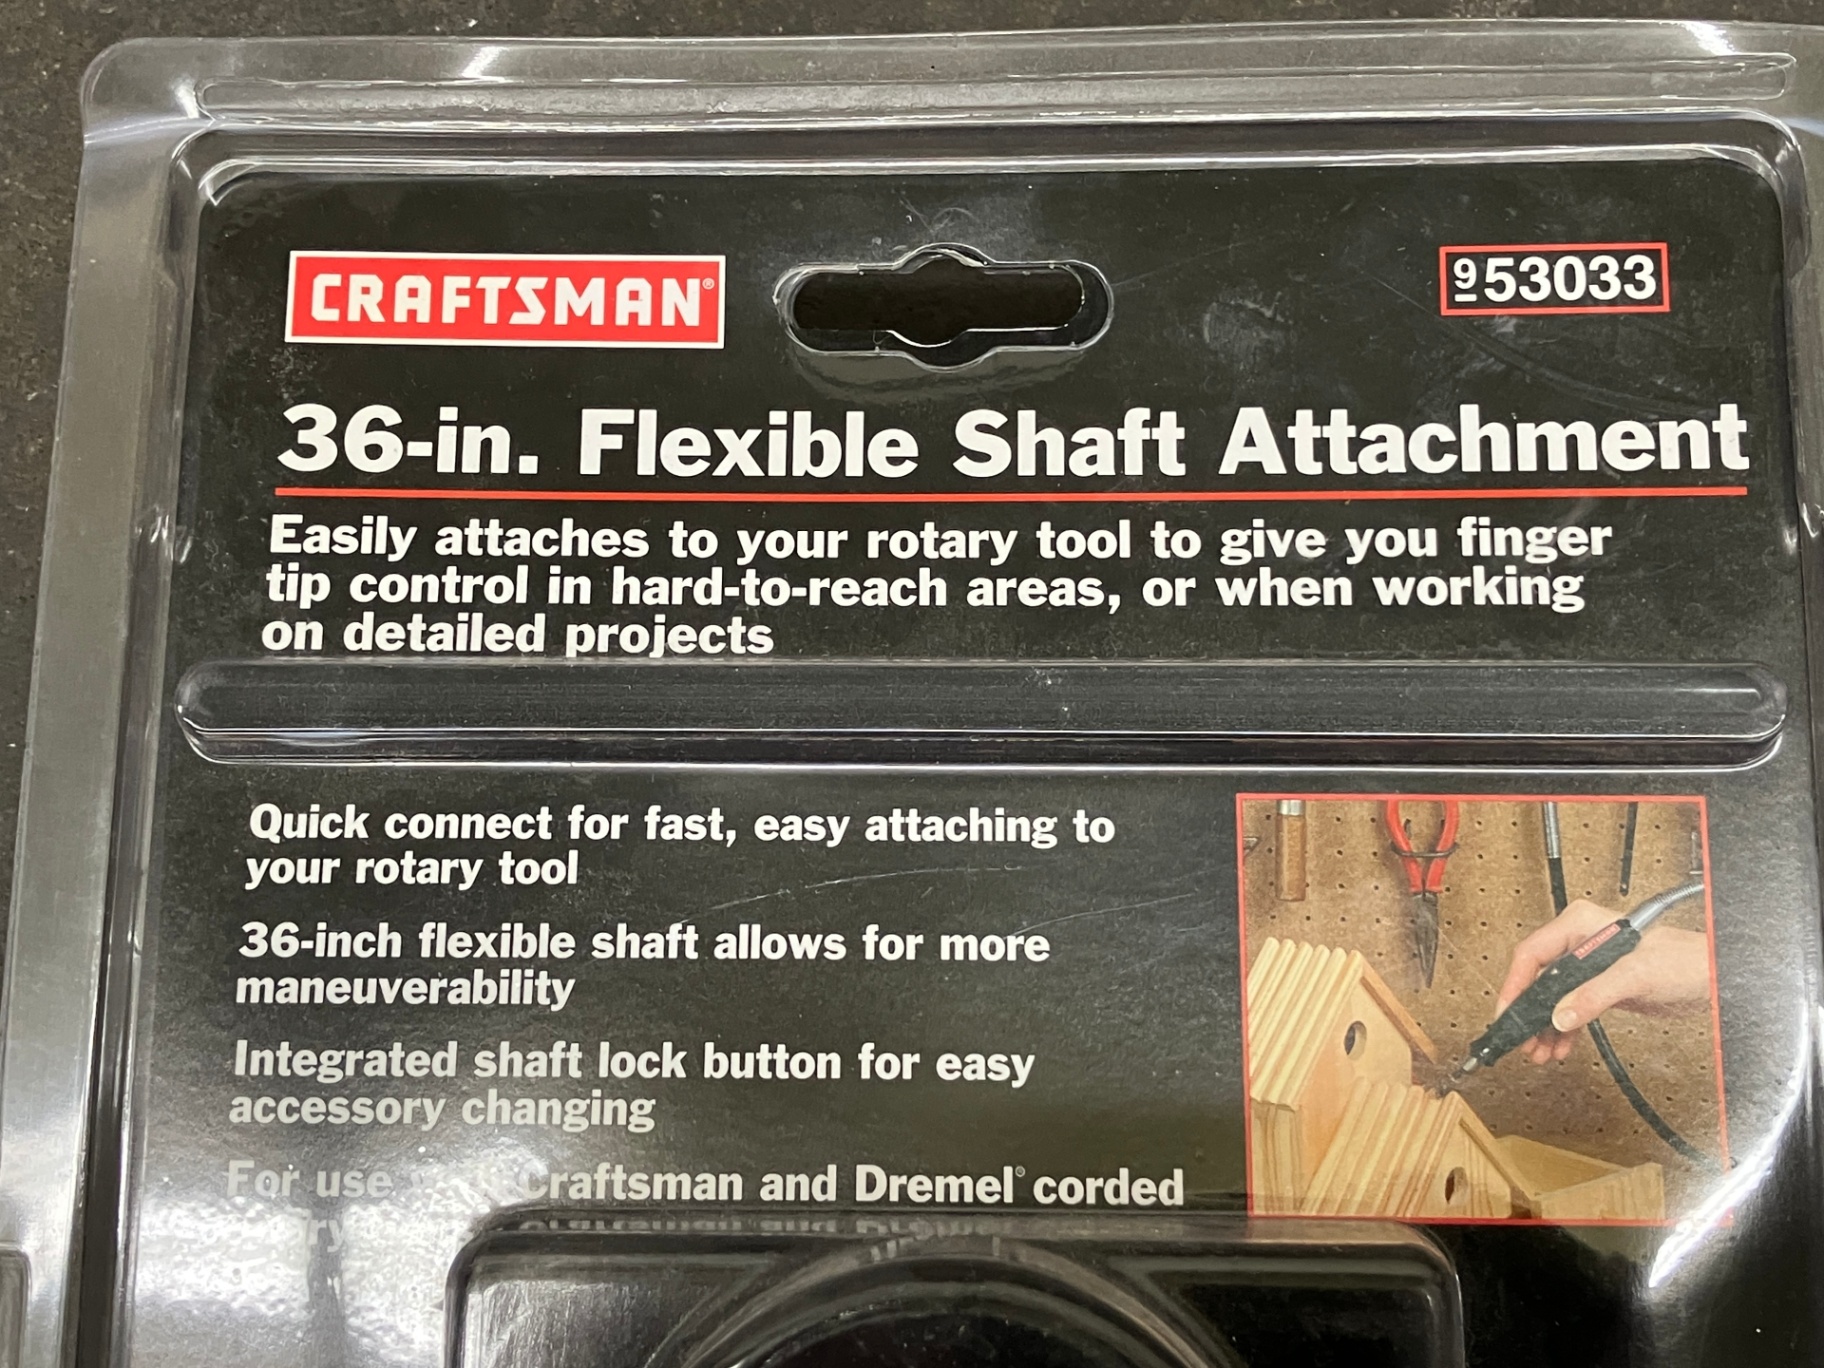 CRAFTSMAN®
953033
36-in. Flexible Shaft Attachment
Easily attaches to your rotary tool to give you finger
tip control in hard-to-reach areas, or when working
on detailed projects
Quick connect for fast, easy attaching to
your rotary tool
36-inch flexible shaft allows for more
maneuverability
Integrated shaft lock button for easy
accessory changing
For use Craftsman and Dremel® corded
CRAFTSMAN